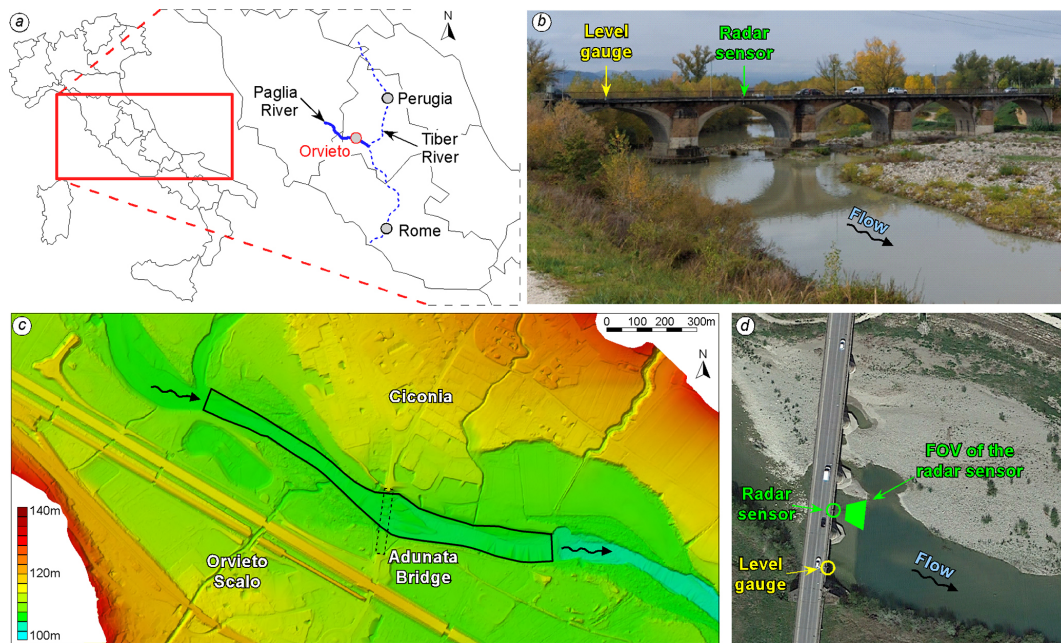 a
N
Paglia
River
Perugia
Orvieto
Tiber
River
Rome
b
Level
gauge
Radar
sensor
Flow
c
0 100 200 300m
N
Ciconia
140m
120m
100m
Orvieto
Scalo
Adunata
Bridge
d
FOV of the
radar sensor
Radar
sensor
Level
gauge
Flow